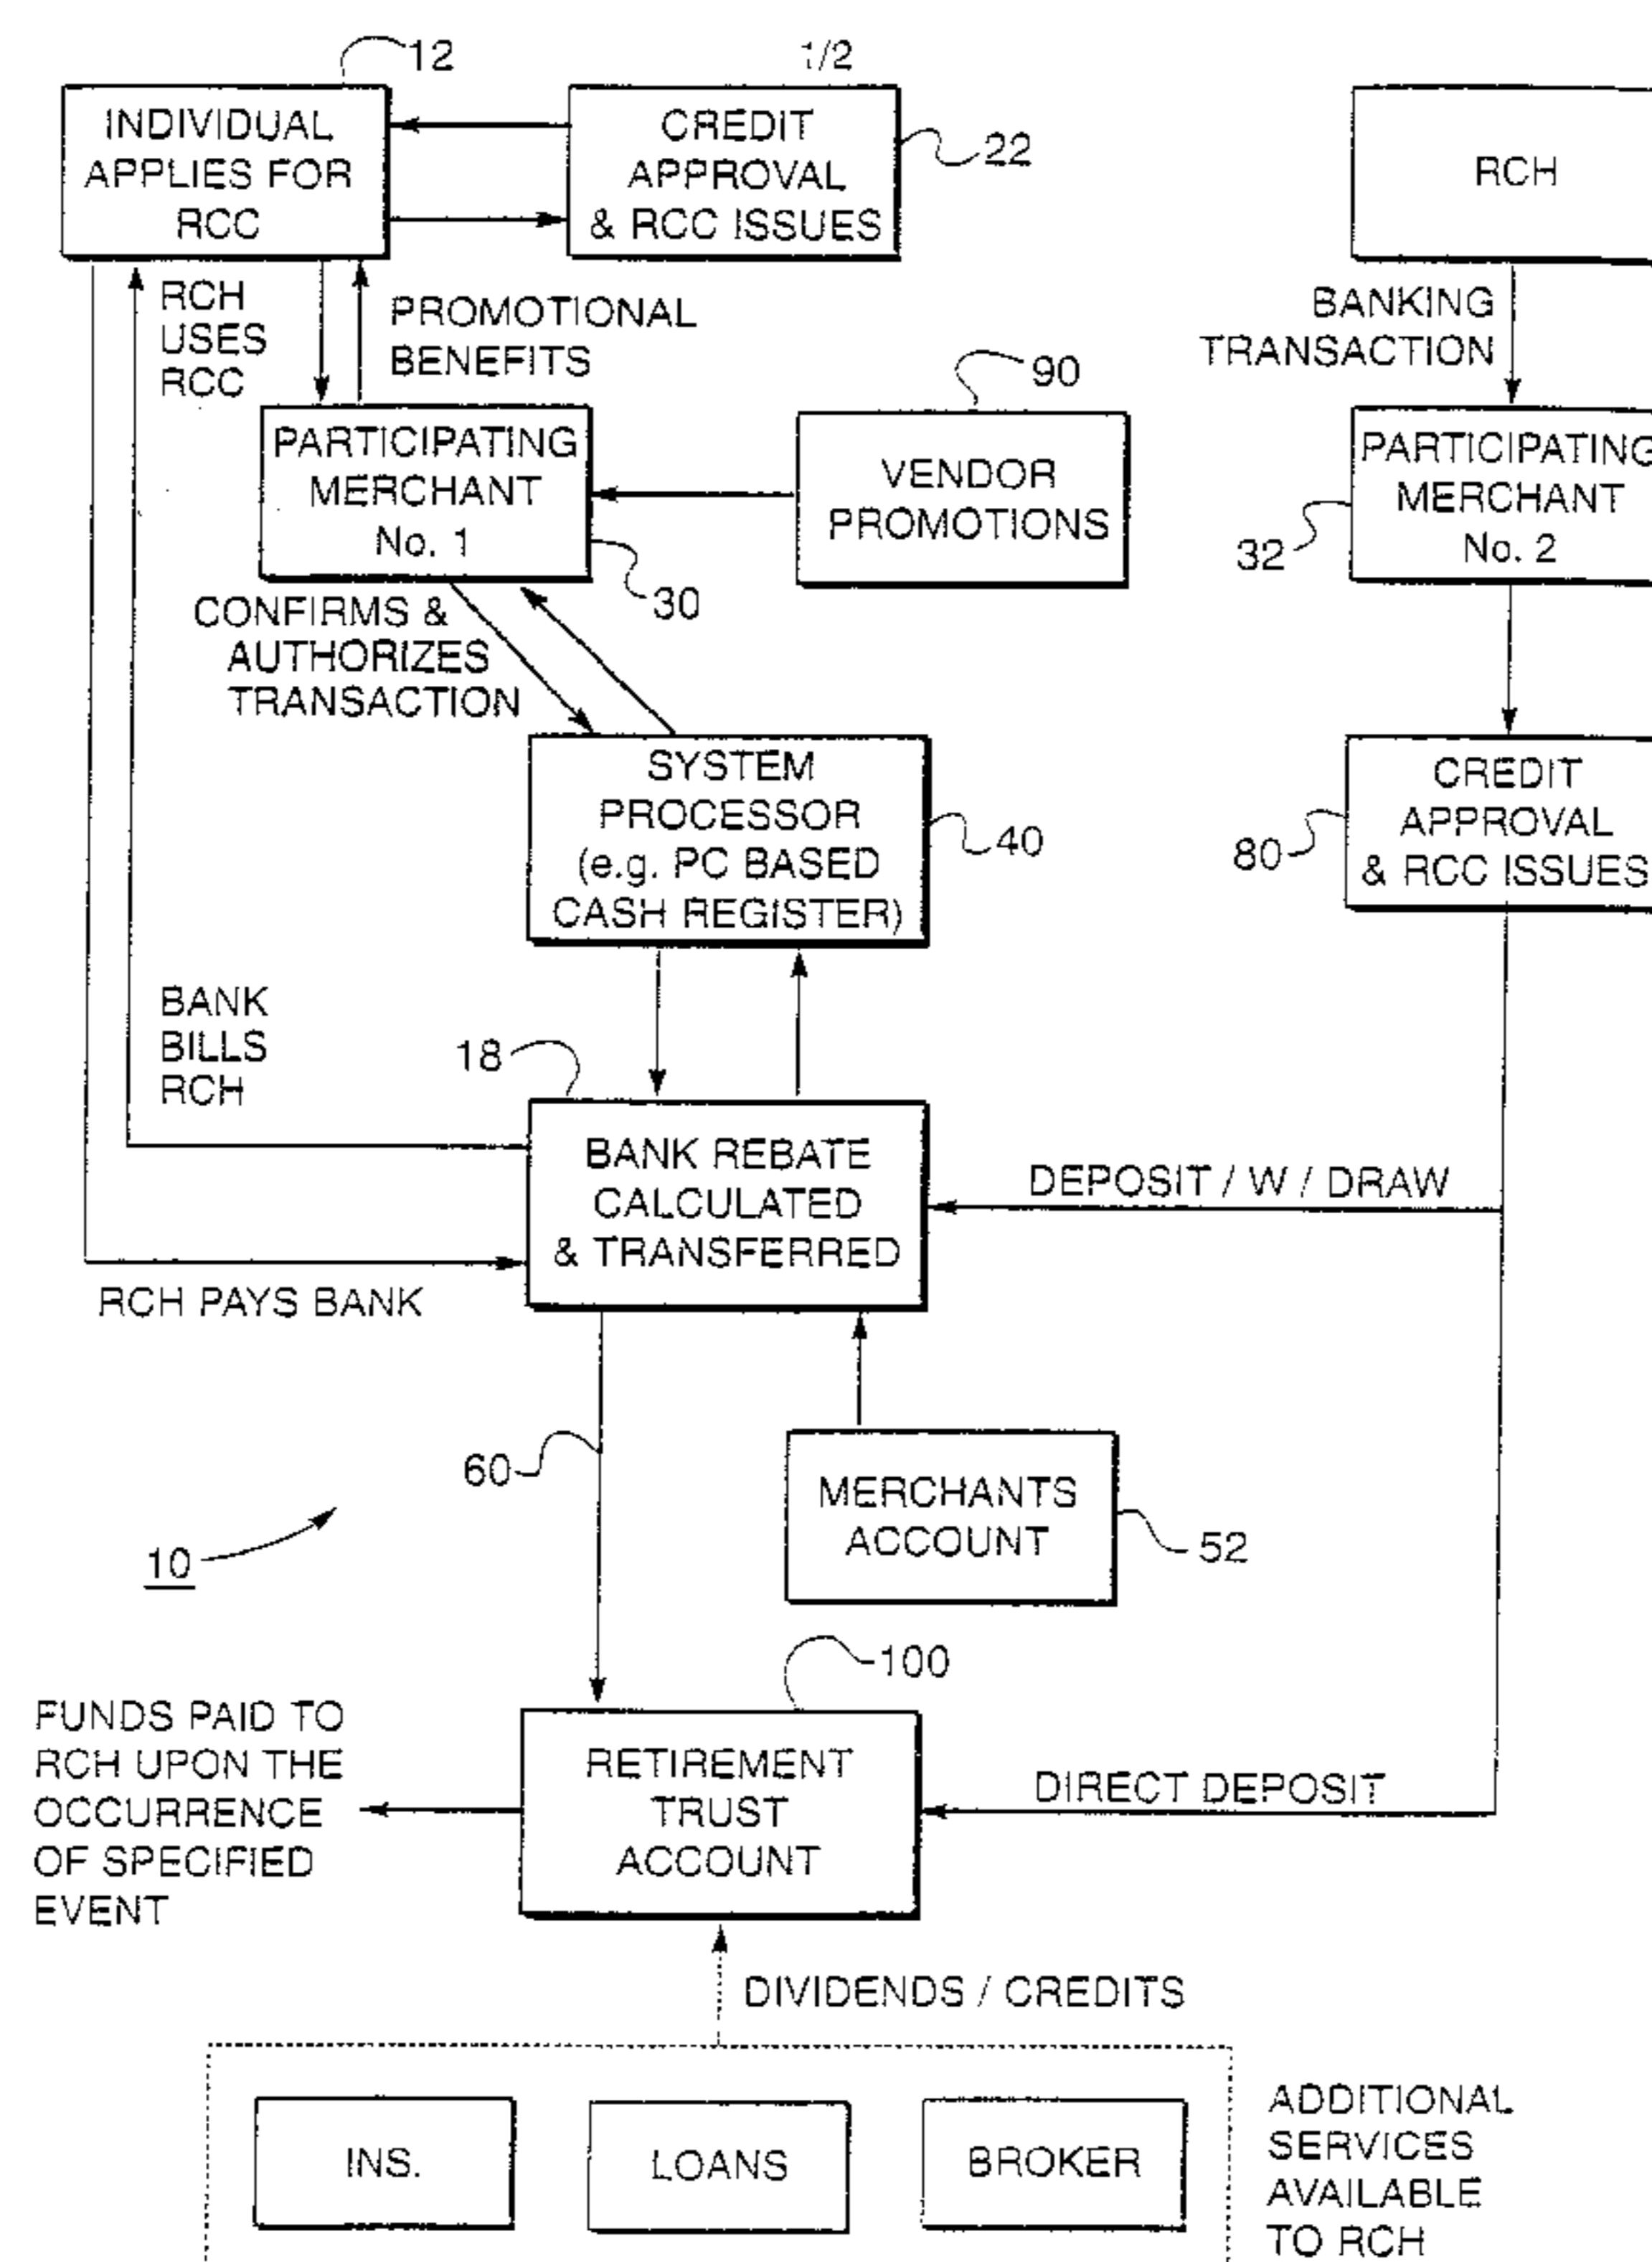 12
1/2
INDIVIDUAL
APPLIES FOR
RCC
CREDIT
APPROVAL
& RCC ISSUES
22
RCH
RCH
USES
RCC
PROMOTIONAL
BENEFITS
BANKING
TRANSACTION
90
PARTICIPATING
MERCHANT
No. 1
30
VENDOR
PROMOTIONS
PARTICIPATING
MERCHANT
No. 2
32
CONFIRMS &
AUTHORIZES
TRANSACTION
SYSTEM
PROCESSOR
(e.g. PC BASED
CASH REGISTER)
40
CREDIT
APPROVAL
& RCC ISSUES
80
BANK
BILLS
RCH
18
BANK REBATE
CALCULATED
& TRANSFERRED
DEPOSIT / W / DRAW
RCH PAYS BANK
60
MERCHANTS
ACCOUNT
52
10
100
FUNDS PAID TO
RCH UPON THE
OCCURRENCE
OF SPECIFIED
EVENT
RETIREMENT
TRUST
ACCOUNT
DIRECT DEPOSIT
DIVIDENDS / CREDITS
INS.
LOANS
BROKER
ADDITIONAL
SERVICES
AVAILABLE
TO RCH